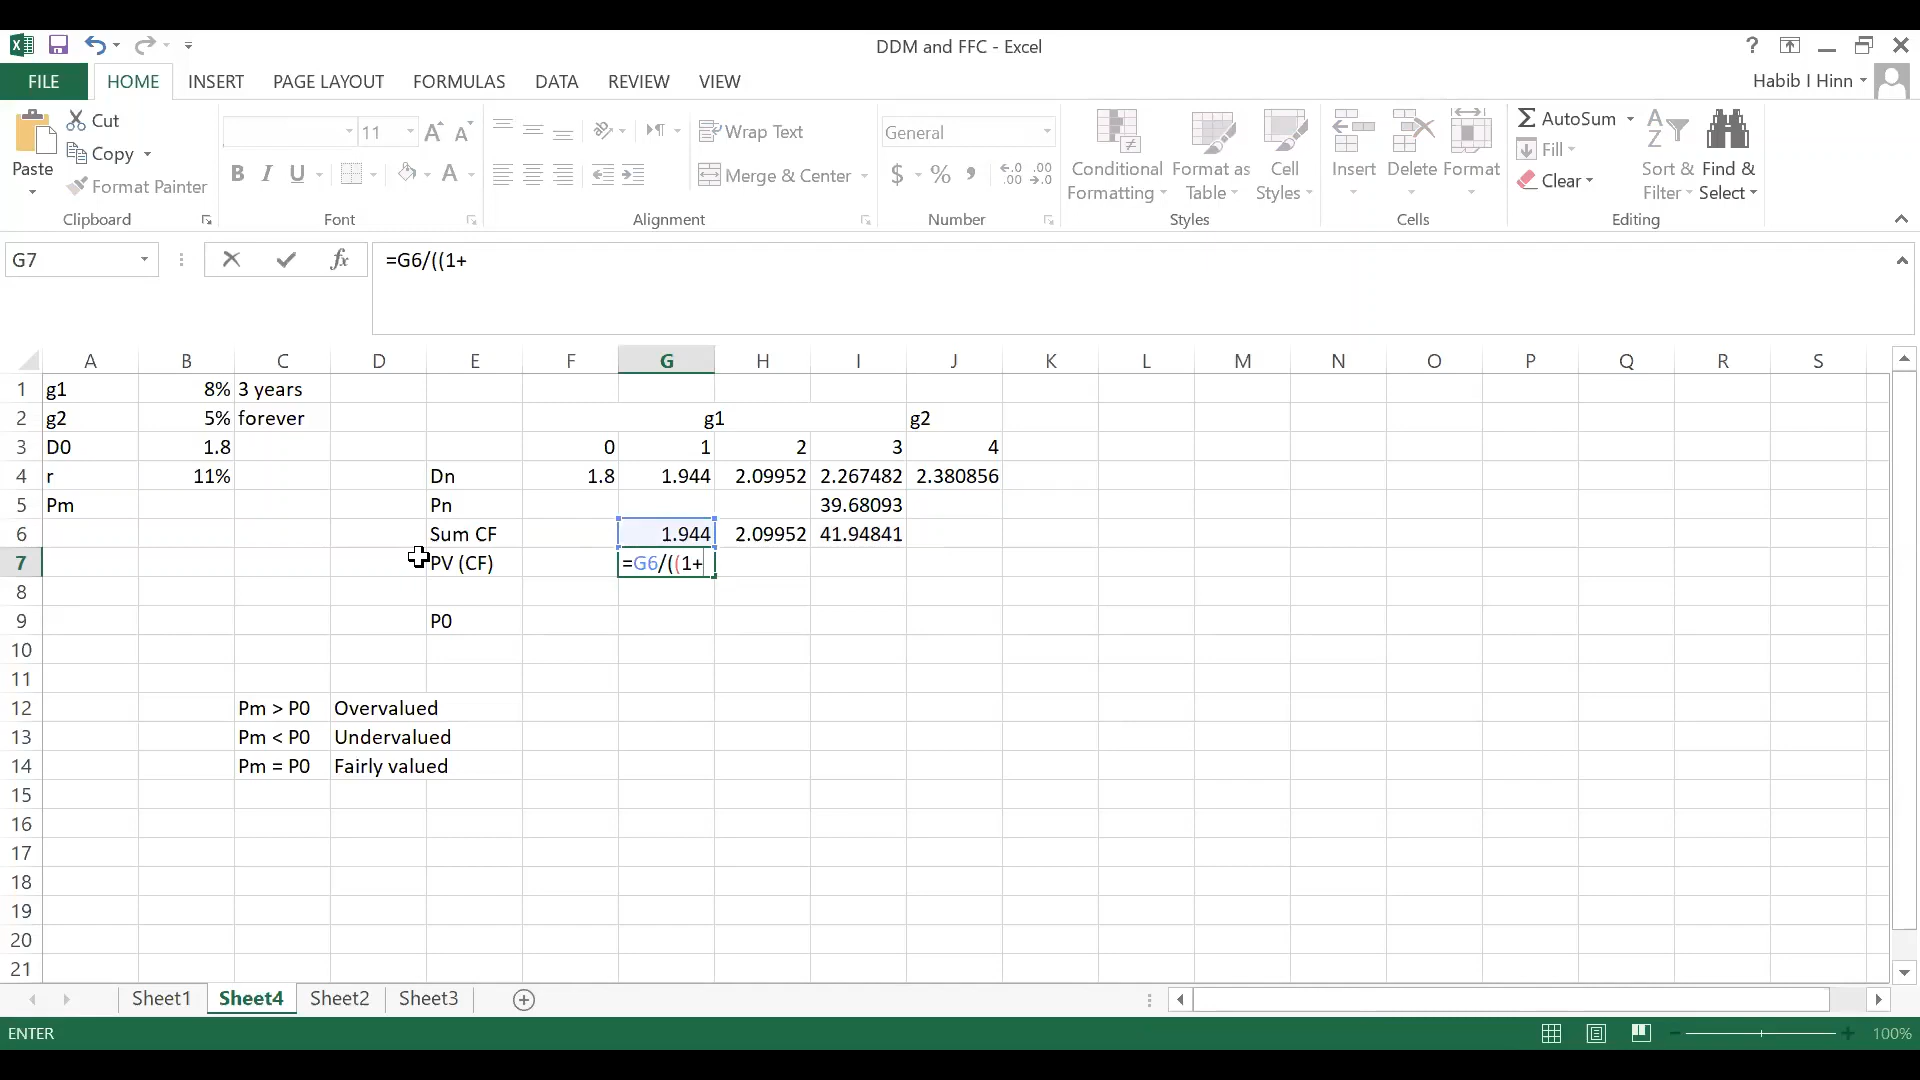 DDM and FFC - Excel
?
FILE HOME INSERT PAGE LAYOUT FORMULAS DATA REVIEW VIEW
Habib I Hinn
Paste
Cut
Copy
Format Painter
Clipboard
11
B I U
Font
Wrap Text
Merge & Center
Alignment
General
$ % ,
Number
Conditional Formatting
Format as Table
Cell Styles
Styles
Insert Delete Format
Cells
AutoSum
Fill
Clear
Sort & Filter
Find & Select
Editing
G7
fx
=G6/((1+
A B C D E F G H I J K L M N O P Q R S
1 g1 8% 3 years
2 g2 5% forever g1 g2
3 D0 1.8 0 1 2 3 4
4 r 11% Dn 1.8 1.944 2.09952 2.267482 2.380856
5 Pm Pn 39.68093
6 Sum CF 1.944 2.09952 41.94841
7 PV (CF) =G6/((1+
8
9 P0
10
11
12 Pm > P0 Overvalued
13 Pm < P0 Undervalued
14 Pm = P0 Fairly valued
15
16
17
18
19
20
21
Sheet1 Sheet4 Sheet2 Sheet3
ENTER
100%